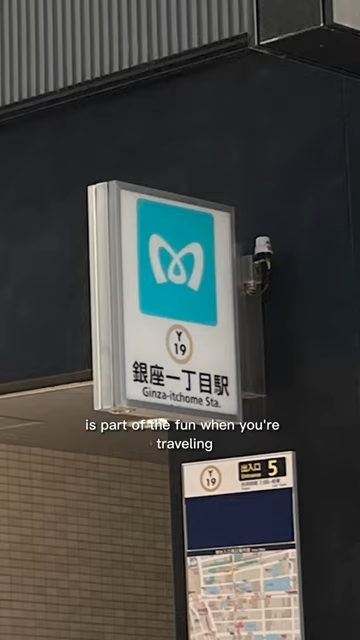 Y
19
銀座一丁目駅
Ginza-itchome Sta.
is part of the fun when you're
traveling
Y
19
出入口
Entrance
5